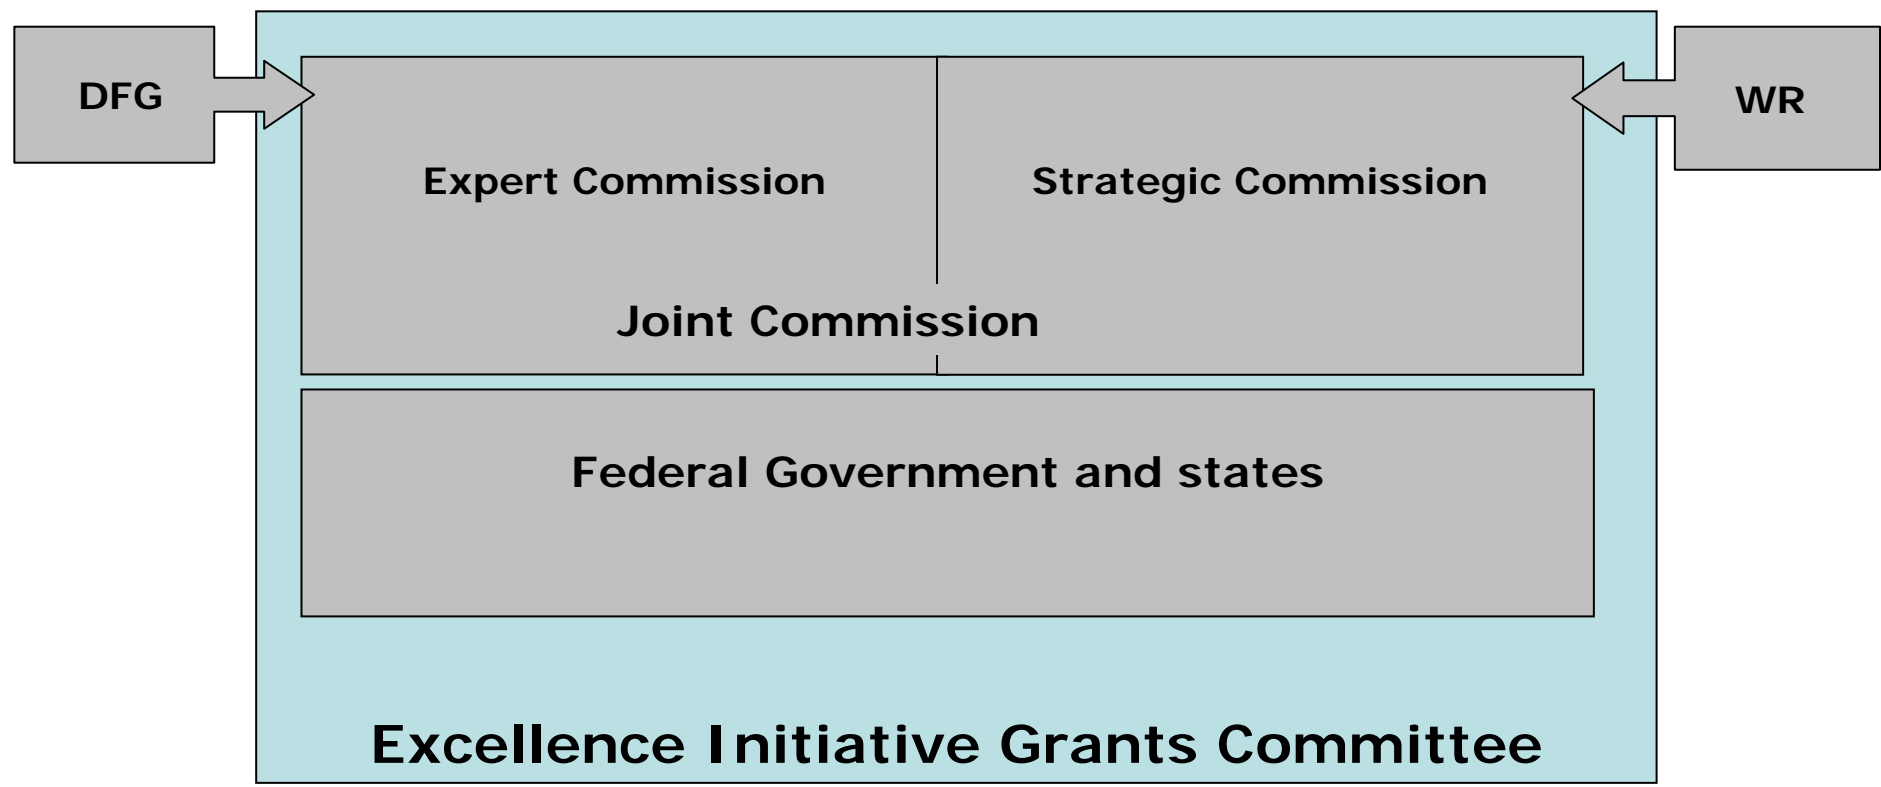 DFG
WR
Expert Commission
Strategic Commission
Joint Commission
Federal Government and states
Excellence Initiative Grants Committee